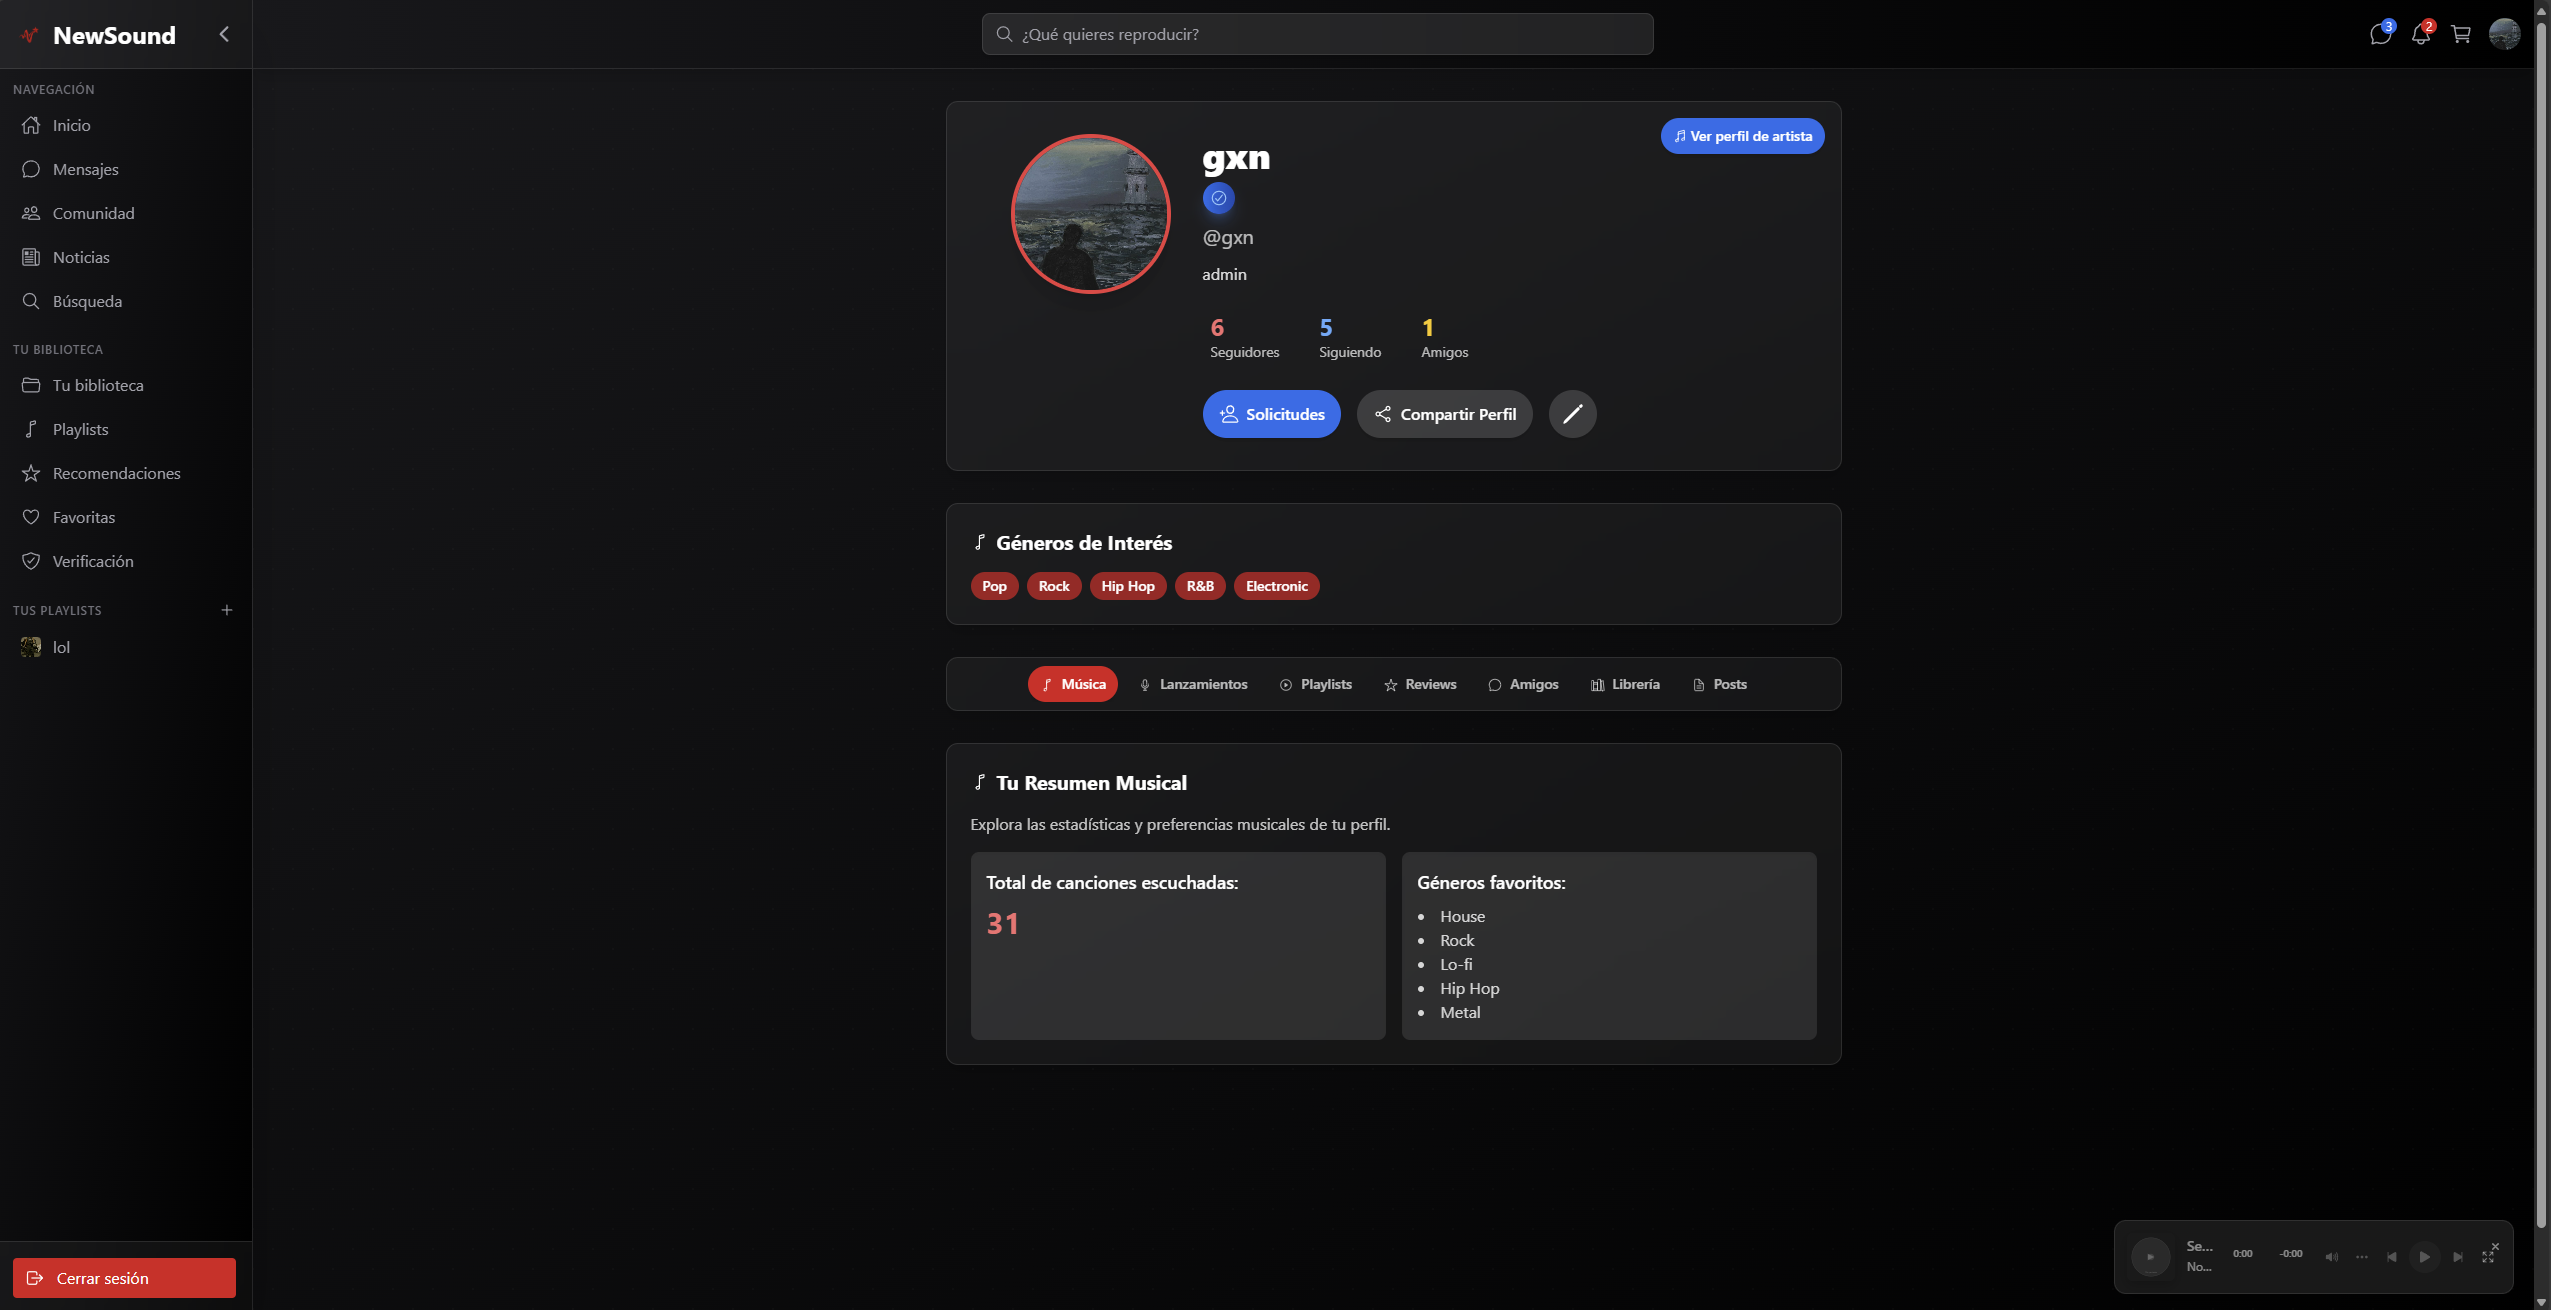 NewSound
¿Qué quieres reproducir?
3
2
NAVEGACIÓN
Inicio
Mensajes
Comunidad
Noticias
Búsqueda
TU BIBLIOTECA
Tu biblioteca
Playlists
Recomendaciones
Favoritas
Verificación
TUS PLAYLISTS
lol
Cerrar sesión
Ver perfil de artista
gxn
@gxn
admin
6 5 1
Seguidores Siguiendo Amigos
Solicitudes Compartir Perfil
Géneros de Interés
Pop Rock Hip Hop R&B Electronic
Música Lanzamientos Playlists Reviews Amigos Librería Posts
Tu Resumen Musical
Explora las estadísticas y preferencias musicales de tu perfil.
Total de canciones escuchadas:
31
Géneros favoritos:
House
Rock
Lo-fi
Hip Hop
Metal
Se...
No...
0:00 -0:00